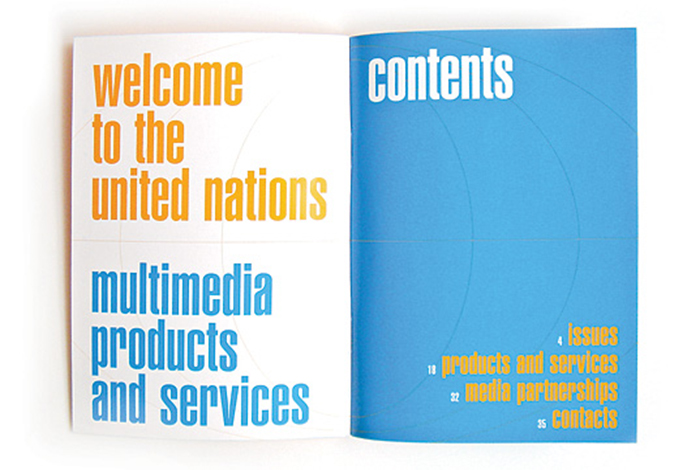 welcome
to the
united nations
multimedia
products
and services
contents
4 issues
18 products and services
32 media partnerships
35 contacts